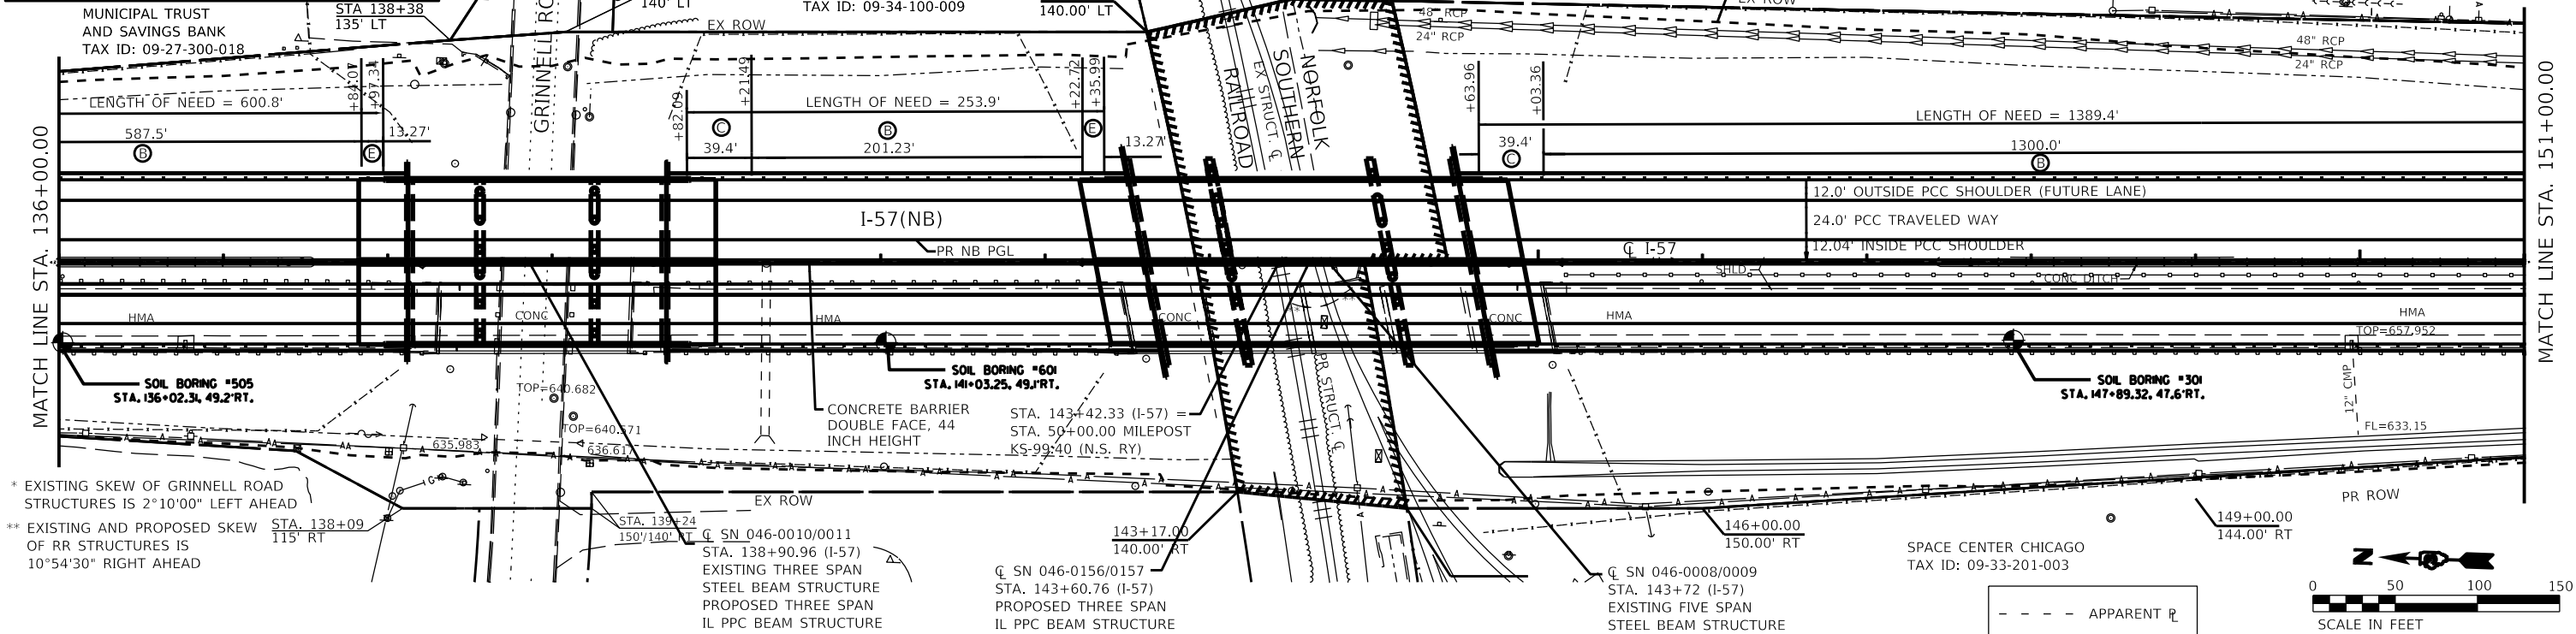 MUNICIPAL TRUST
AND SAVINGS BANK
TAX ID: 09-27-300-018
STA 138+38
135' LT
140' LT
TAX ID: 09-34-100-009
140.00' LT
EX ROW
EX ROW
48" RCP
24" RCP
48" RCP
24" RCP
GRINNELL RO
EX STRUCT. ℄
RAILROAD
SOUTHERN
NORFOLK
+84.07
+97.34
+82.09
+21.49
+22.72
+35.99
+63.96
+03.36
LENGTH OF NEED = 600.8'
LENGTH OF NEED = 253.9'
LENGTH OF NEED = 1389.4'
587.5'
B
13.27'
E
C
39.4'
B
201.23'
E
13.27'
39.4'
C
1300.0'
B
MATCH LINE STA. 136+00.00
MATCH LINE STA. 151+00.00
I-57(NB)
PR NB PGL
12.0' OUTSIDE PCC SHOULDER (FUTURE LANE)
24.0' PCC TRAVELED WAY
12.04' INSIDE PCC SHOULDER
℄ I-57
SHLD
CONC DITCH
HMA
CONC
HMA
CONC
**
CONC
HMA
HMA
TOP=657.952
SOIL BORING #505
STA. 136+02.31, 49.2'RT.
SOIL BORING #601
STA. 141+03.25, 49.1'RT.
SOIL BORING #301
STA. 147+89.32, 47.6'RT.
TOP=640.682
TOP=640.571
635.983
636.617
CONCRETE BARRIER
DOUBLE FACE, 44
INCH HEIGHT
STA. 143+42.33 (I-57) =
STA. 50+00.00 MILEPOST
KS-99.40 (N.S. RY)
PR STRUCT. ℄
12" CMP
FL=633.15
* EXISTING SKEW OF GRINNELL ROAD
STRUCTURES IS 2°10'00" LEFT AHEAD
** EXISTING AND PROPOSED SKEW
OF RR STRUCTURES IS
10°54'30" RIGHT AHEAD
STA. 138+09
115' RT
EX ROW
STA. 139+24
150'/140' RT
℄ SN 046-0010/0011
STA. 138+90.96 (I-57)
EXISTING THREE SPAN
STEEL BEAM STRUCTURE
PROPOSED THREE SPAN
IL PPC BEAM STRUCTURE
143+17.00
140.00' RT
℄ SN 046-0156/0157
STA. 143+60.76 (I-57)
PROPOSED THREE SPAN
IL PPC BEAM STRUCTURE
℄ SN 046-0008/0009
STA. 143+72 (I-57)
EXISTING FIVE SPAN
STEEL BEAM STRUCTURE
146+00.00
150.00' RT
PR ROW
149+00.00
144.00' RT
SPACE CENTER CHICAGO
TAX ID: 09-33-201-003
APPARENT ⅊
N
0 50 100 150
SCALE IN FEET